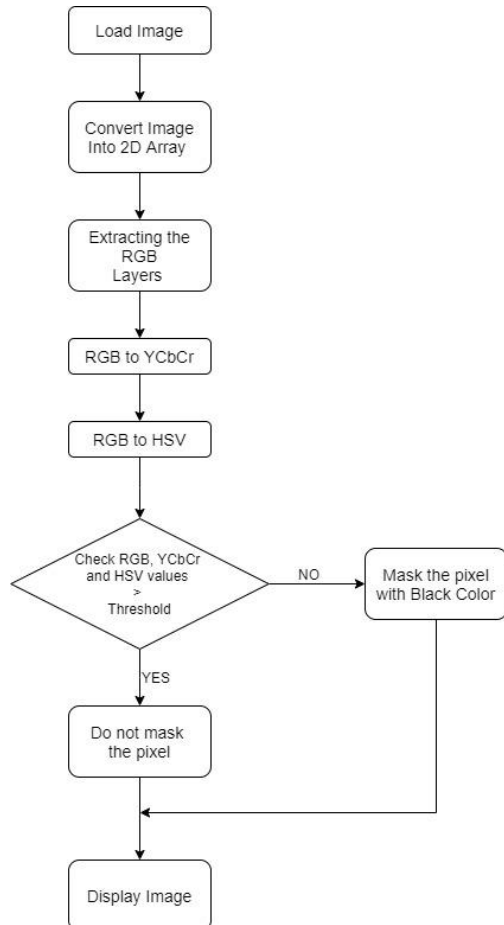 Load Image
Convert Image
Into 2D Array
Extracting the
RGB
Layers
RGB to YCbCr
RGB to HSV
Check RGB, YCbCr
and HSV values
>
Threshold
NO
Mask the pixel
with Black Color
YES
Do not mask
the pixel
Display Image